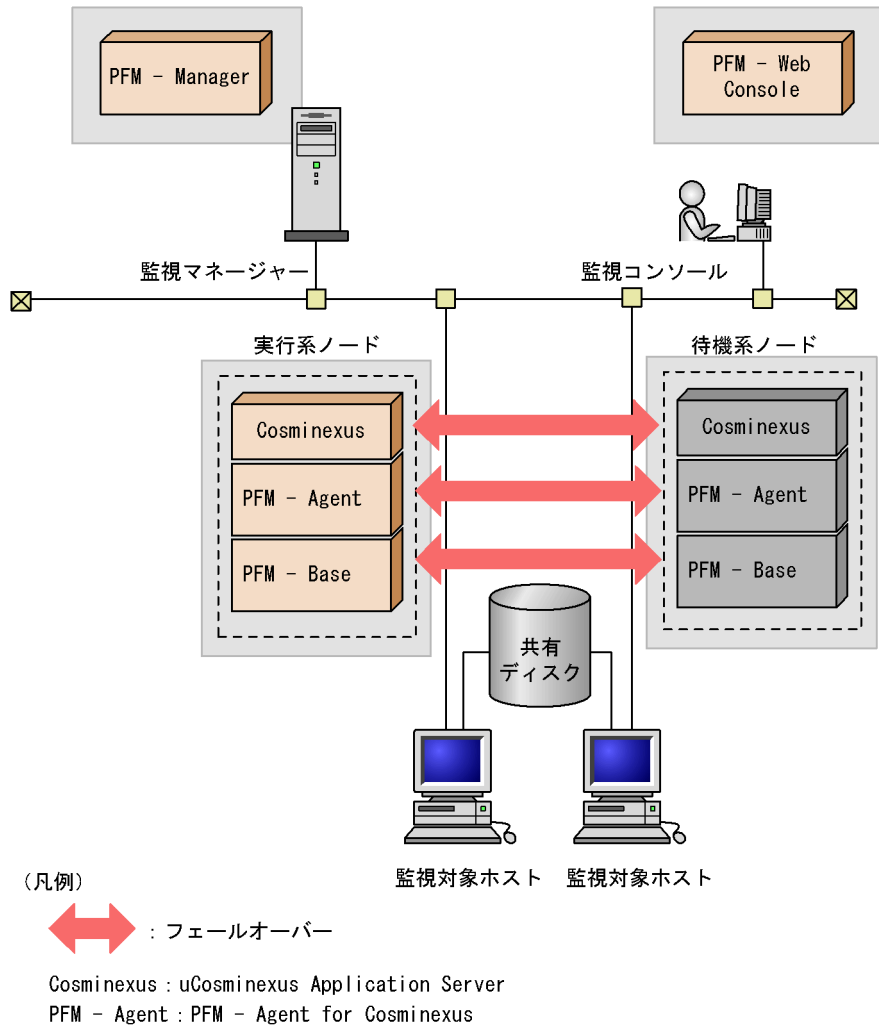 PFM - Manager
PFM - Web
Console
監視マネージャー
監視コンソール
実行系ノード
待機系ノード
Cosminexus
PFM - Agent
PFM - Base
Cosminexus
PFM - Agent
PFM - Base
共有
ディスク
監視対象ホスト
監視対象ホスト
(凡例)
：フェールオーバー
Cosminexus：uCosminexus Application Server
PFM - Agent：PFM - Agent for Cosminexus